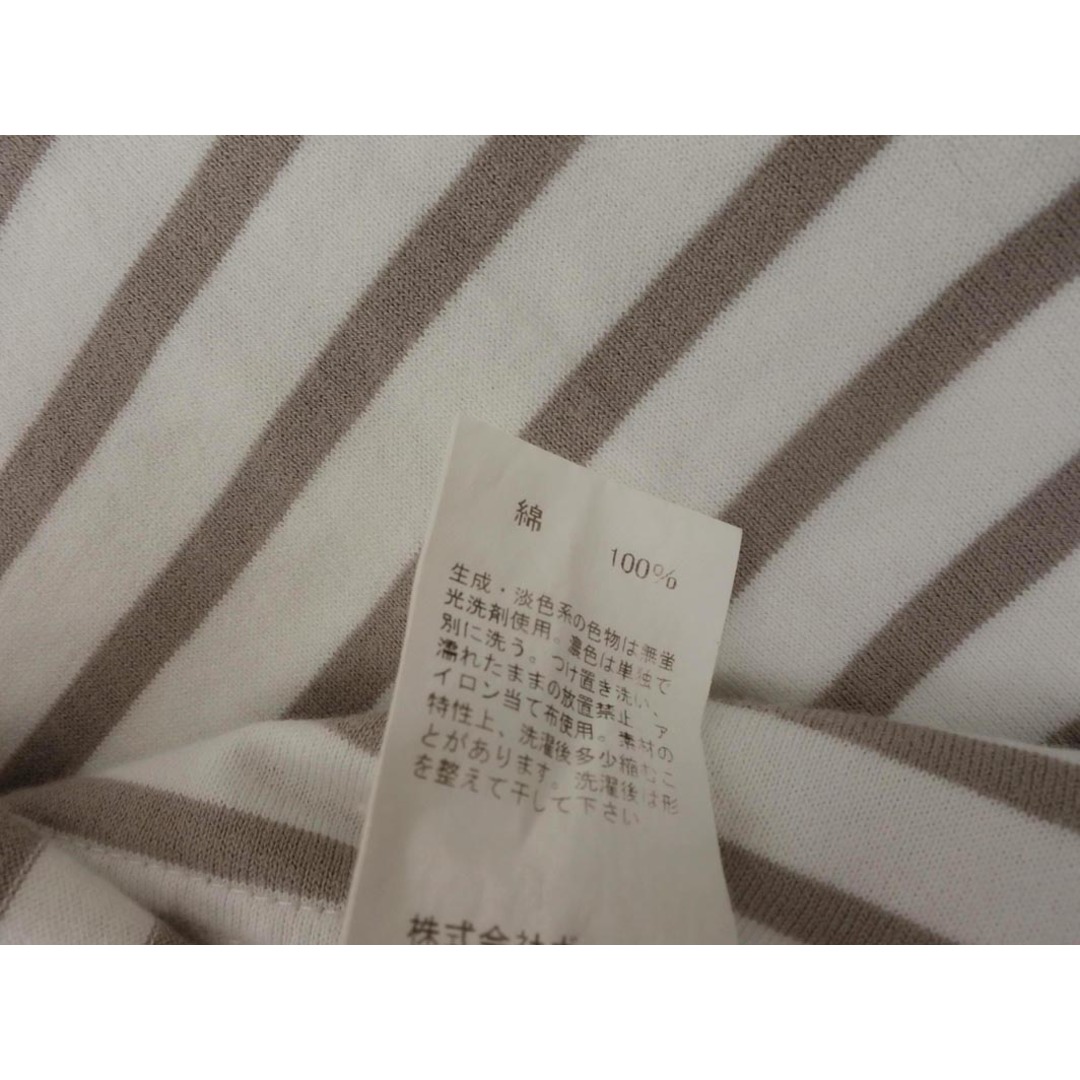 綿
100%
生成・淡色系の色物は無蛍
光洗剤使用。濃色は単独で
別に洗う。つけ置き洗い、
濡れたままの放置禁止、ア
イロン当て布使用。素材の
特性上、洗濯後多少縮むこ
とがあります。洗濯後は形
を整えて干して下さい
株式会社